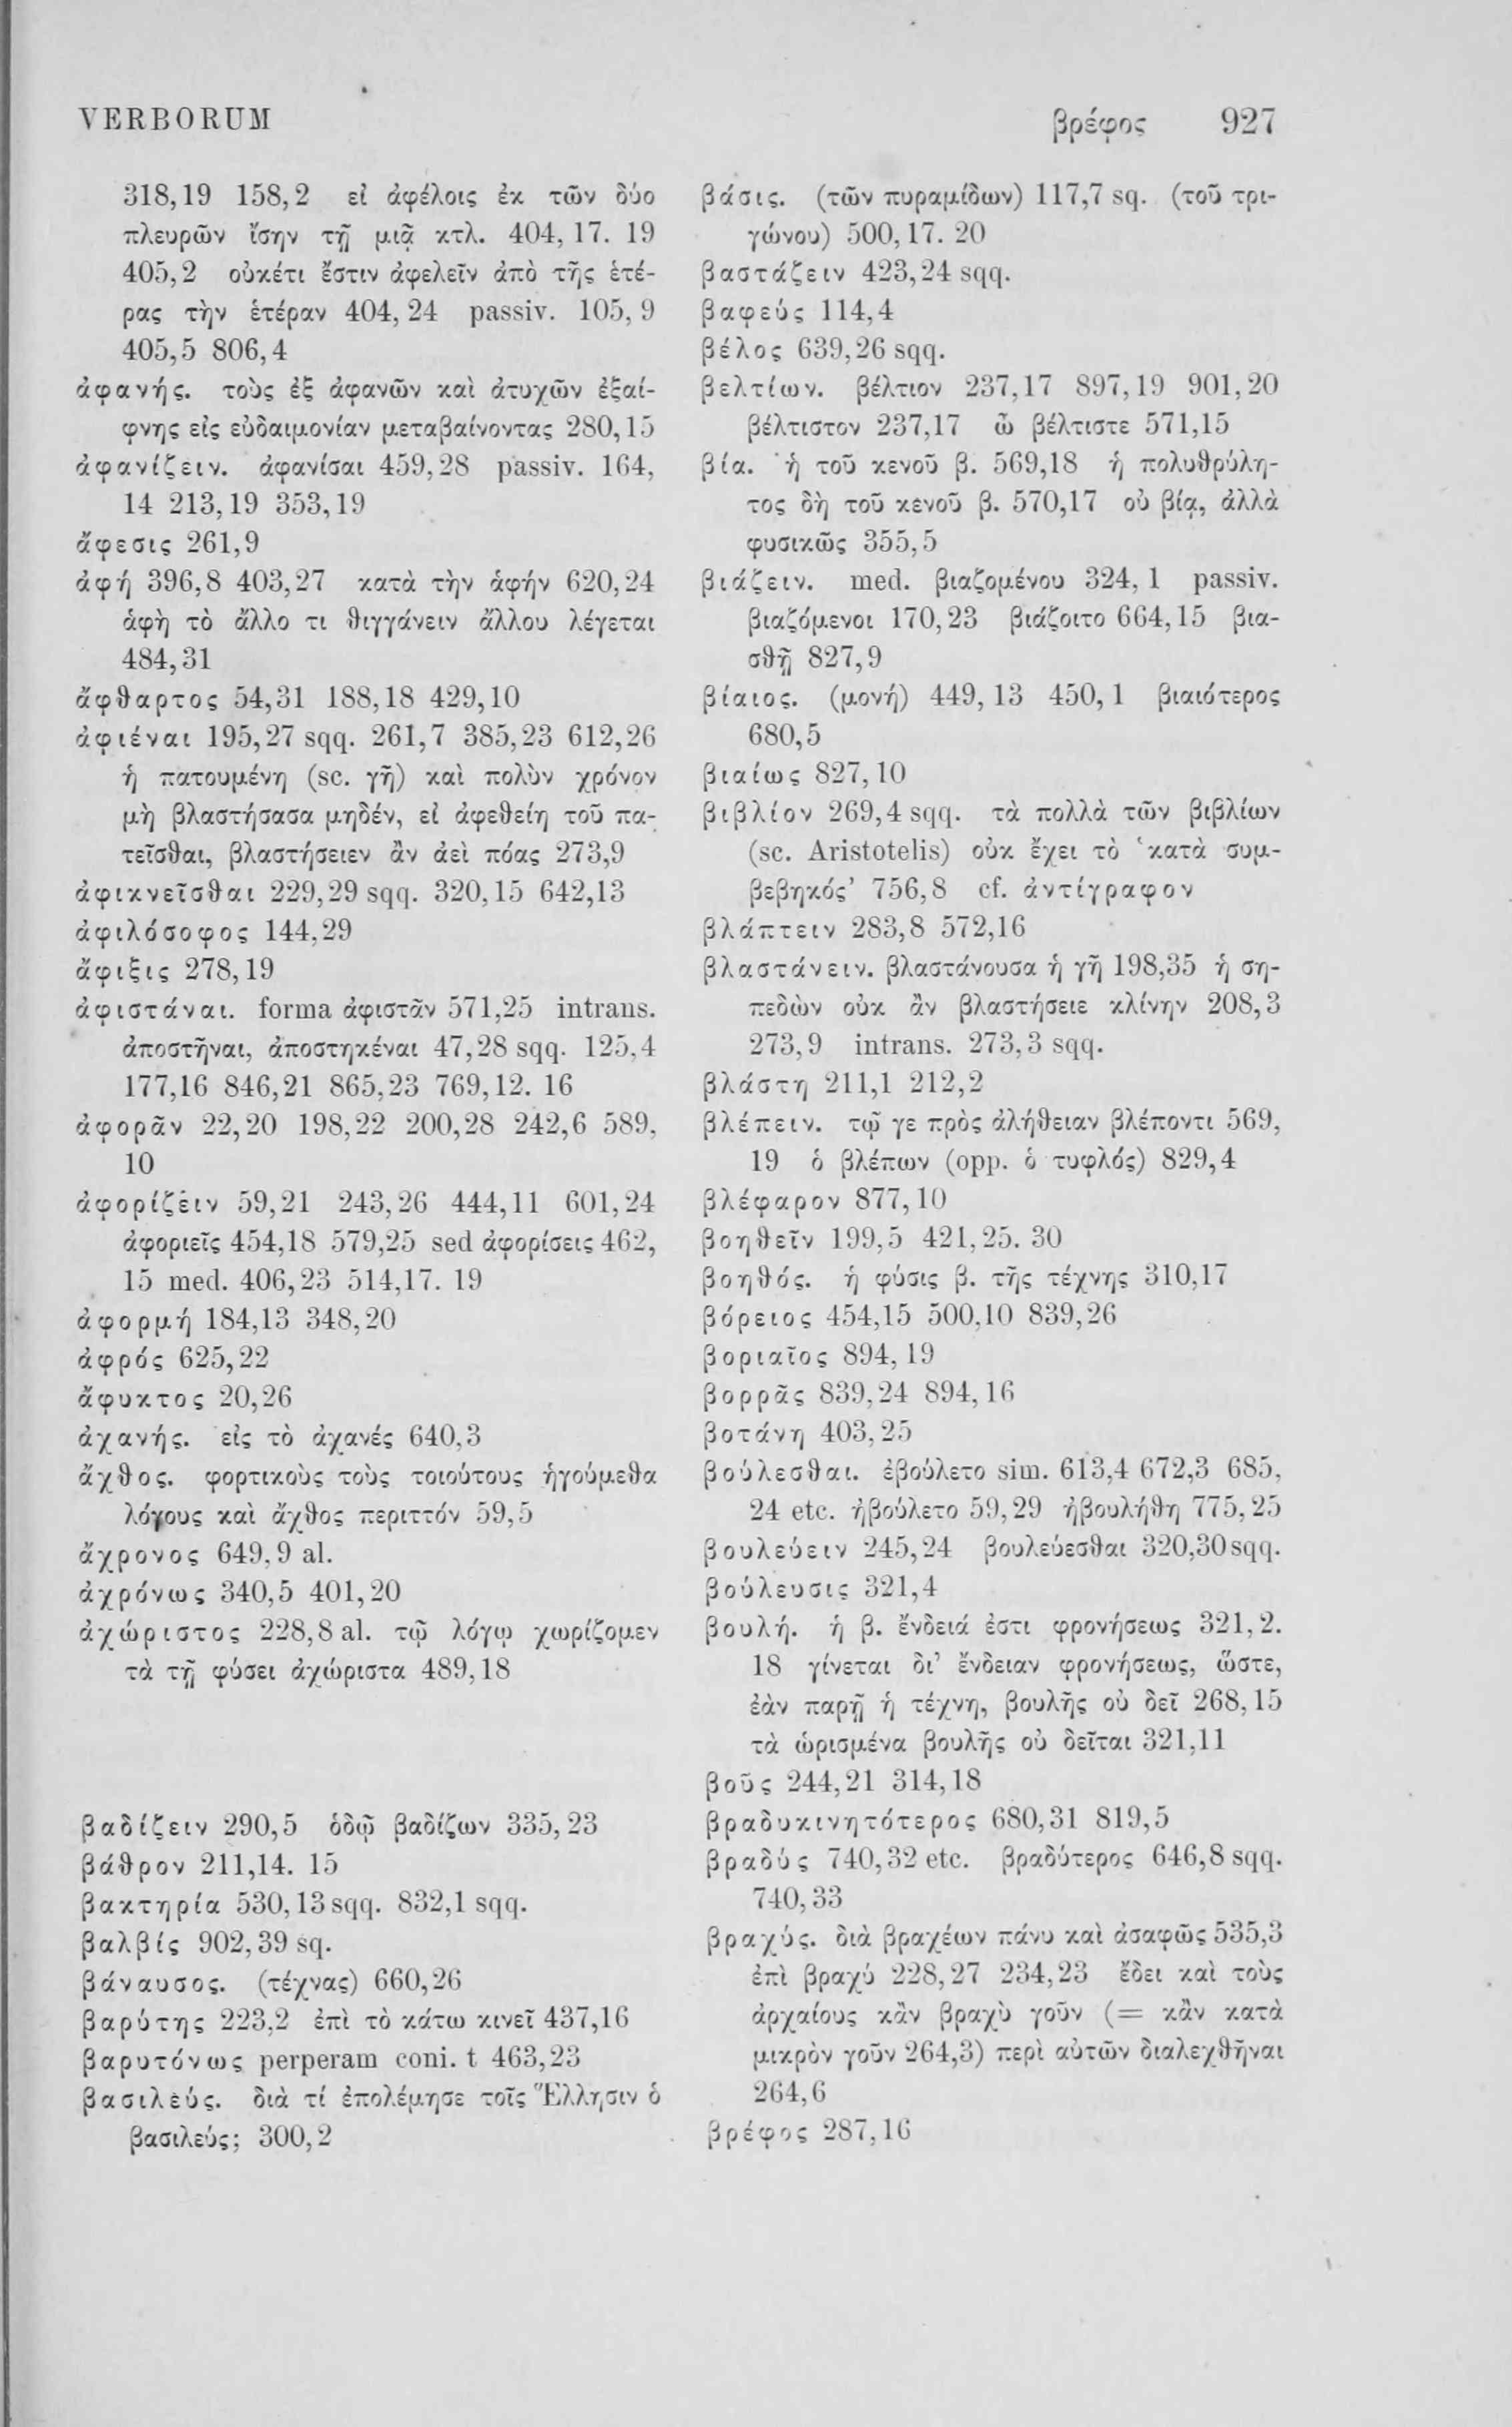 VERBORUM
βρέφος 927
318,19 158,2 εἰ ἀφέλοις ἐκ τῶν δύο
πλευρῶν ἴσην τῇ μιᾷ κτλ. 404, 17. 19
405,2 οὐκέτι ἔστιν ἀφελεῖν ἀπὸ τῆς ἑτέ-
ρας τὴν ἑτέραν 404, 24 passiv. 105, 9
405,5 806,4
ἀφανής. τοὺς ἐξ ἀφανῶν καὶ ἀτυχῶν ἐξαί-
φνης εἰς εὐδαιμονίαν μεταβαίνοντας 280,15
ἀφανίζειν. ἀφανίσαι 459,28 passiv. 164,
14 213,19 353,19
ἄφεσις 261,9
ἁφή 396,8 403,27 κατὰ τὴν ἁφήν 620,24
ἁφὴ τὸ ἄλλο τι θιγγάνειν ἄλλου λέγεται
484,31
ἄφθαρτος 54,31 188,18 429,10
ἀφιέναι 195,27 sqq. 261,7 385,23 612,26
ἡ πατουμένη (sc. γῆ) καὶ πολὺν χρόνον
μὴ βλαστήσασα μηδέν, εἰ ἀφεθείη τοῦ πα-
τεῖσθαι, βλαστήσειεν ἂν ἀεὶ πόας 273,9
ἀφικνεῖσθαι 229,29 sqq. 320,15 642,13
ἀφιλόσοφος 144,29
ἄφιξις 278,19
ἀφιστάναι. forma ἀφιστᾶν 571,25 intrans.
ἀποστῆναι, ἀποστηκέναι 47,28 sqq. 125,4
177,16 846,21 865,23 769,12. 16
ἀφορᾶν 22,20 198,22 200,28 242,6 589,
10
ἀφορίζειν 59,21 243,26 444,11 601,24
ἀφοριεῖς 454,18 579,25 sed ἀφορίσεις 462,
15 med. 406,23 514,17. 19
ἀφορμή 184,13 348,20
ἀφρός 625,22
ἄφυκτος 20,26
ἀχανής. εἰς τὸ ἀχανές 640,3
ἄχθος. φορτικοὺς τοὺς τοιούτους ἡγούμεθα
λόγους καὶ ἄχθος περιττόν 59,5
ἄχρονος 649,9 al.
ἀχρόνως 340,5 401,20
ἀχώριστος 228,8 al. τῷ λόγῳ χωρίζομεν
τὰ τῇ φύσει ἀχώριστα 489,18
βαδίζειν 290,5 ὁδῷ βαδίζων 335, 23
βάθρον 211,14. 15
βακτηρία 530,13 sqq. 832,1 sqq.
βαλβίς 902,39 sq.
βάναυσος. (τέχνας) 660,26
βαρύτης 223,2 ἐπὶ τὸ κάτω κινεῖ 437,16
βαρυτόνως perperam coni. t 463,23
βασιλεύς. διὰ τί ἐπολέμησε τοῖς Ἕλλησιν ὁ
βασιλεύς; 300,2
βάσις. (τῶν πυραμίδων) 117,7 sq. (τοῦ τρι-
γώνου) 500,17. 20
βαστάζειν 423,24 sqq.
βαφεύς 114,4
βέλος 639,26 sqq.
βελτίων. βέλτιον 237,17 897,19 901,20
βέλτιστον 237,17 ὦ βέλτιστε 571,15
βία. ἡ τοῦ κενοῦ β. 569,18 ἡ πολυθρύλη-
τος δὴ τοῦ κενοῦ β. 570,17 οὐ βίᾳ, ἀλλὰ
φυσικῶς 355,5
βιάζειν. med. βιαζομένου 324, 1 passiv.
βιαζόμενοι 170,23 βιάζοιτο 664,15 βια-
σθῇ 827,9
βίαιος. (μονή) 449, 13 450, 1 βιαιότερος
680,5
βιαίως 827,10
βιβλίον 269,4 sqq. τὰ πολλὰ τῶν βιβλίων
(sc. Aristotelis) οὐκ ἔχει τὸ ‘κατὰ συμ-
βεβηκός’ 756,8 cf. ἀντίγραφον
βλάπτειν 283,8 572,16
βλαστάνειν. βλαστάνουσα ἡ γῆ 198,35 ἡ ση-
πεδὼν οὐκ ἂν βλαστήσειε κλίνην 208,3
273,9 intrans. 273,3 sqq.
βλάστη 211,1 212,2
βλέπειν. τῷ γε πρὸς ἀλήθειαν βλέποντι 569,
19 ὁ βλέπων (opp. ὁ τυφλός) 829,4
βλέφαρον 877,10
βοηθεῖν 199,5 421,25. 30
βοηθός. ἡ φύσις β. τῆς τέχνης 310,17
βόρειος 454,15 500,10 839,26
βοριαῖος 894, 19
βορρᾶς 839,24 894,16
βοτάνη 403,25
βούλεσθαι. ἐβούλετο sim. 613,4 672,3 685,
24 etc. ἠβούλετο 59,29 ἠβουλήθη 775,25
βουλεύειν 245,24 βουλεύεσθαι 320,30 sqq.
βούλευσις 321,4
βουλή. ἡ β. ἔνδειά ἐστι φρονήσεως 321,2.
18 γίνεται δι’ ἔνδειαν φρονήσεως, ὥστε,
ἐὰν παρῇ ἡ τέχνη, βουλῆς οὐ δεῖ 268,15
τὰ ὡρισμένα βουλῆς οὐ δεῖται 321,11
βοῦς 244,21 314,18
βραδυκινητότερος 680,31 819,5
βραδύς 740,32 etc. βραδύτερος 646,8 sqq.
740,33
βραχύς. διὰ βραχέων πάνυ καὶ ἀσαφῶς 535,3
ἐπὶ βραχύ 228,27 234,23 ἔδει καὶ τοὺς
ἀρχαίους κἂν βραχὺ γοῦν (= κἂν κατὰ
μικρὸν γοῦν 264,3) περὶ αὐτῶν διαλεχθῆναι
264,6
βρέφος 287,16